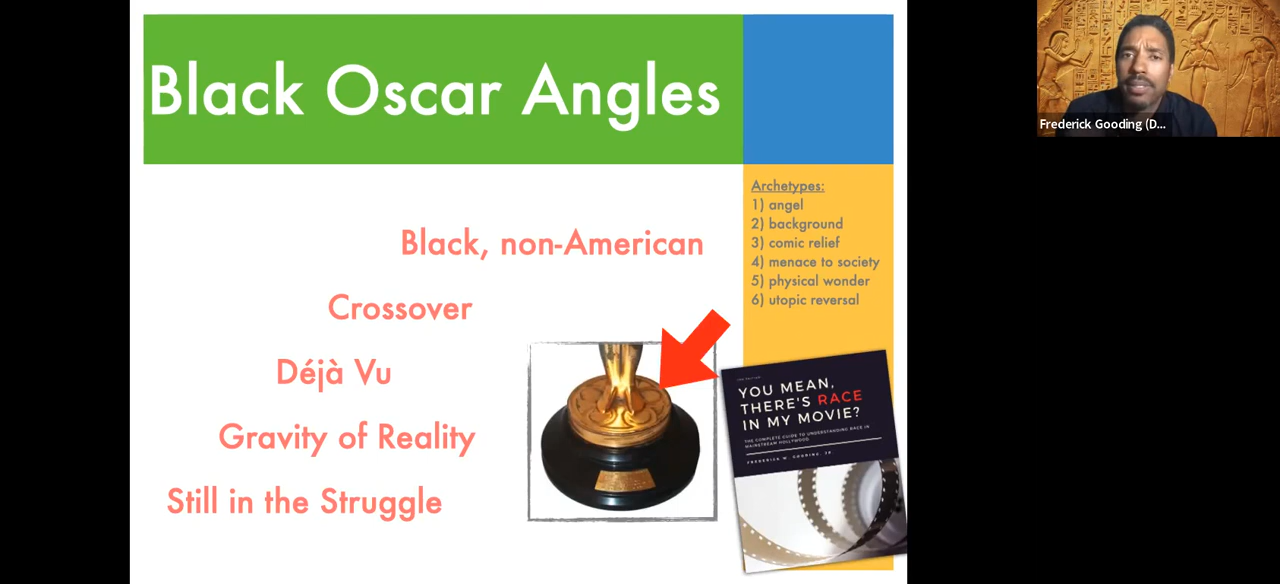 Black Oscar Angles
Frederick Gooding (D...
Archetypes:
1) angel
2) background
3) comic relief
4) menace to society
5) physical wonder
6) utopic reversal
Black, non-American
Crossover
Déjà Vu
Gravity of Reality
Still in the Struggle
YOU MEAN,
THERE'S RACE
IN MY MOVIE?
THE COMPLETE GUIDE TO UNDERSTANDING RACE IN
MAINSTREAM HOLLYWOOD
FREDERICK W. GOODING, JR.